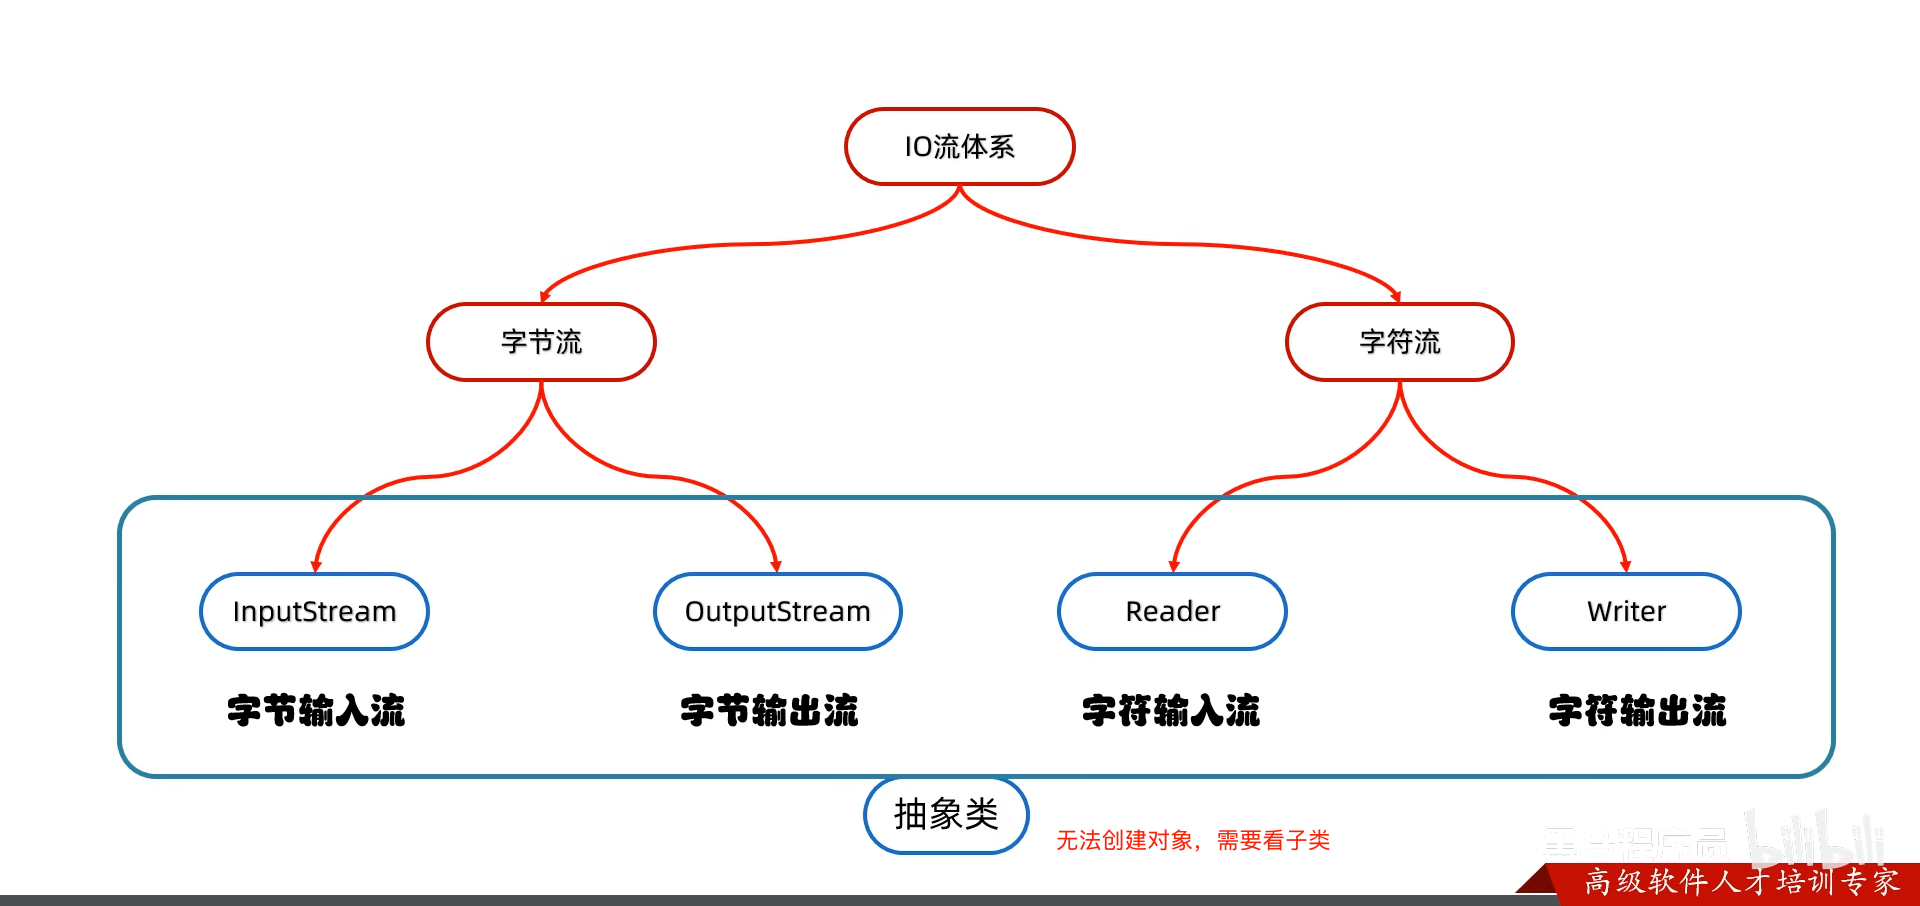 IO流体系
字节流
字符流
InputStream
OutputStream
Reader
Writer
字节输入流
字节输出流
字符输入流
字符输出流
抽象类
无法创建对象，需要看子类
黑马程序员
bilibili
高级软件人才培训专家